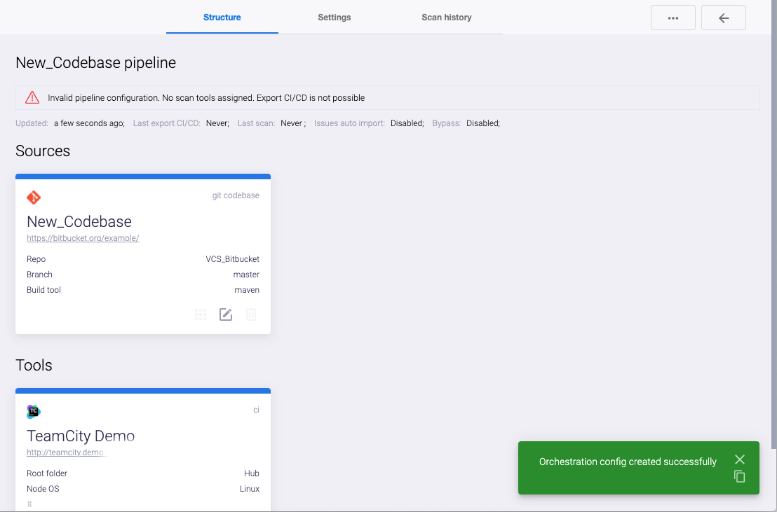 Structure
Settings
Scan history
New_Codebase pipeline
Invalid pipeline configuration. No scan tools assigned. Export CI/CD is not possible
Updated: a few seconds ago; Last export CI/CD: Never; Last scan: Never ; Issues auto import: Disabled; Bypass: Disabled;
Sources
git codebase
New_Codebase
https://bitbucket.org/example/
Repo VCS_Bitbucket
Branch master
Build tool maven
Tools
TC
ci
TeamCity Demo
http://teamcity.demo
Root folder Hub
Node OS Linux
Orchestration config created successfully